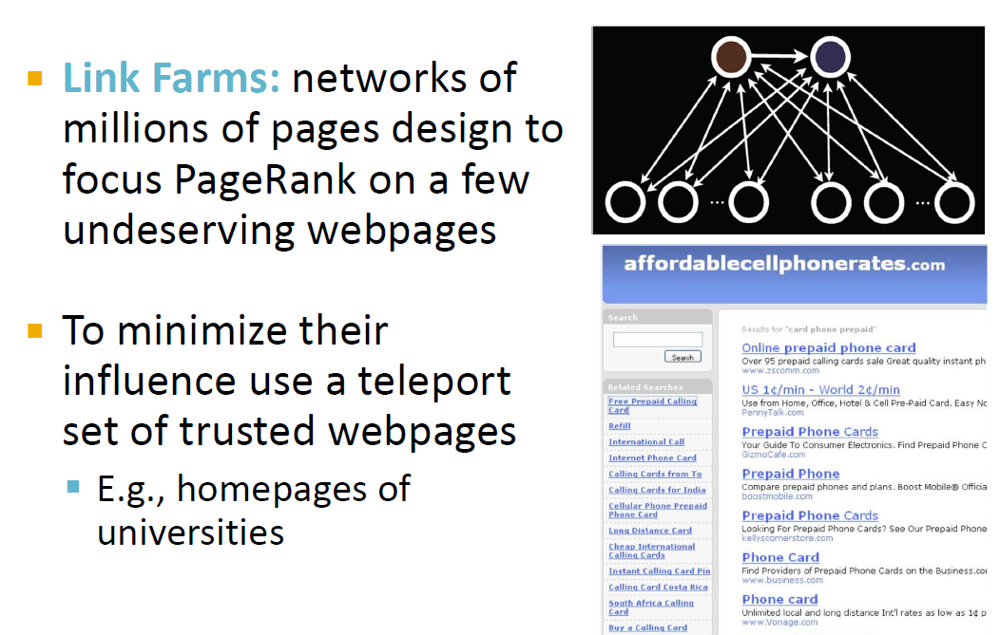 Link Farms: networks of
millions of pages design to
focus PageRank on a few
undeserving webpages
To minimize their
influence use a teleport
set of trusted webpages
E.g., homepages of
universities
...
...
affordablecellphonerates.com
Search
Search
Related Searches
Free Prepaid Calling
Card
Refill
International Call
Internet Phone Card
Calling Cards from To
Calling Cards for India
Cellular Phone Prepaid
Phone Card
Long Distance Card
Cheap International
Calling Cards
Instant Calling Card Pin
Calling Card Costa Rica
South Africa Calling
Card
Buy a Calling Card
Results for "card phone prepaid"
Online prepaid phone card
Over 95 prepaid calling cards sale Great quality instant ph
www.zscomm.com
US 1¢/min - World 2¢/min
Use from Home, Office, Hotel & Cell Pre-Paid Card. Easy No
PennyTalk.com
Prepaid Phone Cards
Your Guide To Consumer Electronics. Find Prepaid Phone C
GizmoCafe.com
Prepaid Phone
Compare prepaid phones and plans. Boost Mobile® Officia
boostmobile.com
Prepaid Phone Cards
Looking For Prepaid Phone Cards? See Our Prepaid Phone
kellyscornerstore.com
Phone Card
Find Providers of Prepaid Phone Cards on the Business.co
www.business.com
Phone card
Unlimited local and long distance Int'l rates as low as 1¢ p
www.Vonage.com